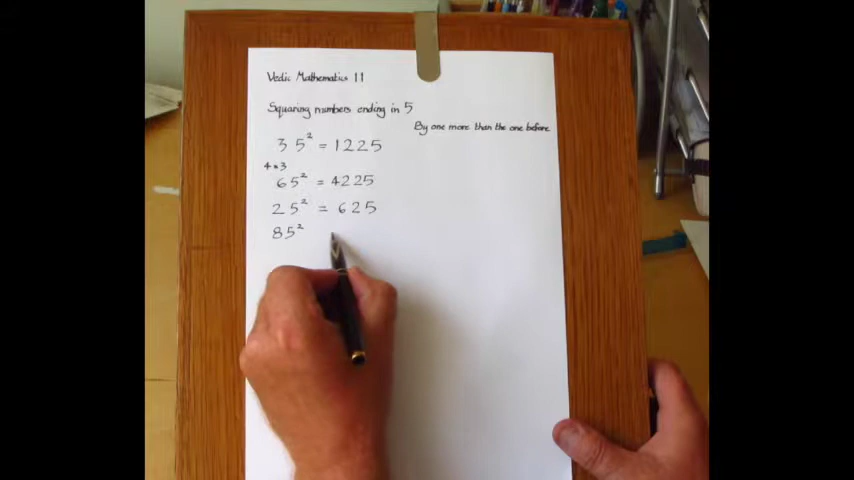 Vedic Mathematics 11
Squaring numbers ending in 5
By one more than the one before
35² = 1225
4×3
65² = 4225
25² = 625
85²